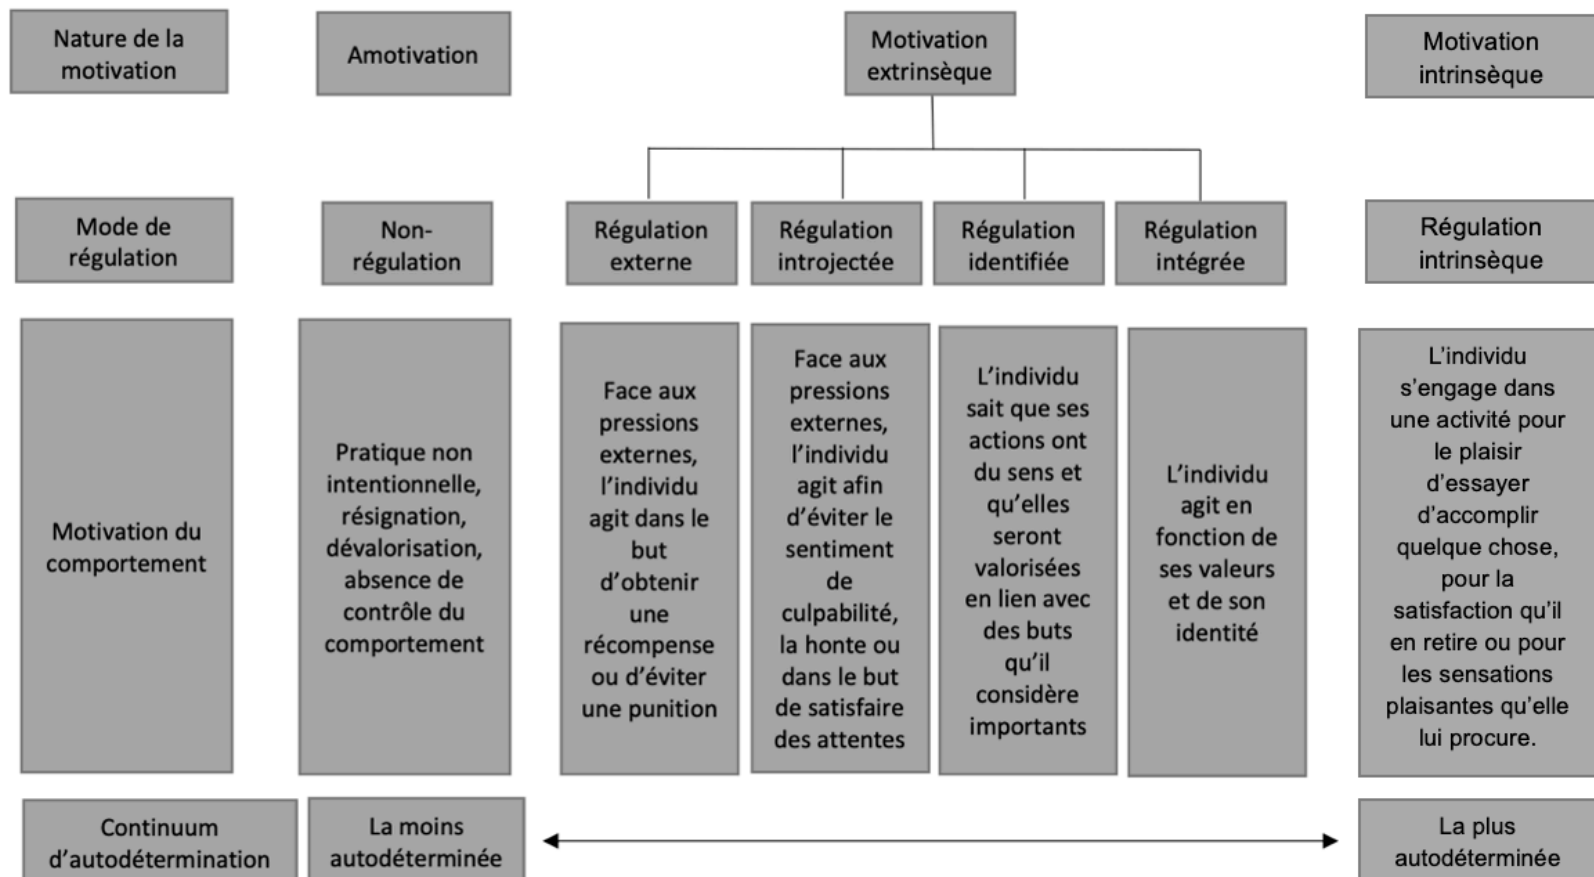 Nature de la
motivation
Amotivation
Motivation
extrinsèque
Motivation
intrinsèque
Mode de
régulation
Non-
régulation
Régulation
externe
Régulation
introjectée
Régulation
identifiée
Régulation
intégrée
Régulation
intrinsèque
Motivation du
comportement
Pratique non
intentionnelle,
résignation,
dévalorisation,
absence de
contrôle du
comportement
Face aux
pressions
externes,
l’individu
agit dans le
but
d’obtenir
une
récompense
ou d’éviter
une punition
Face aux
pressions
externes,
l’individu
agit afin
d’éviter le
sentiment
de
culpabilité,
la honte ou
dans le but
de satisfaire
des attentes
L’individu
sait que ses
actions ont
du sens et
qu’elles
seront
valorisées
en lien avec
des buts
qu’il
considère
importants
L’individu
agit en
fonction de
ses valeurs
et de son
identité
L’individu
s’engage dans
une activité pour
le plaisir
d’essayer
d’accomplir
quelque chose,
pour la
satisfaction qu’il
en retire ou pour
les sensations
plaisantes qu’elle
lui procure.
Continuum
d’autodétermination
La moins
autodéterminée
La plus
autodéterminée